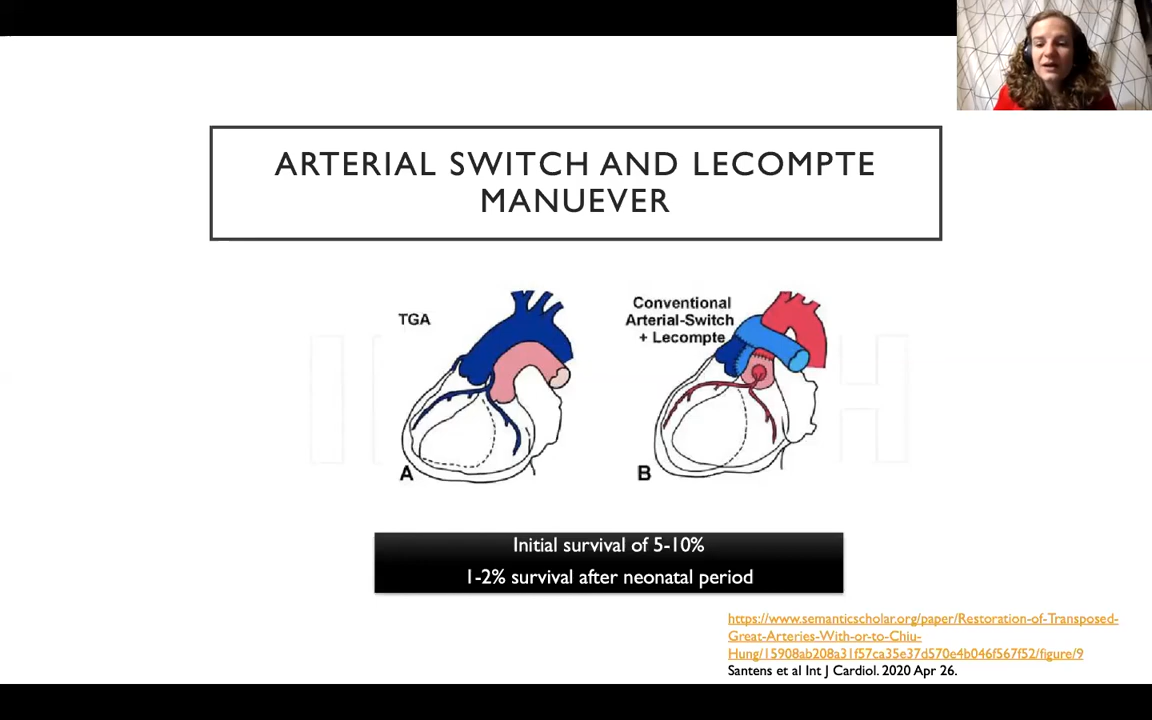 ARTERIAL SWITCH AND LECOMPTE
MANUEVER
TGA
A
Conventional
Arterial-Switch
+ Lecompte
B
Initial survival of 5-10%
1-2% survival after neonatal period
https://www.semanticscholar.org/paper/Restoration-of-Transposed-
Great-Arteries-With-or-to-Chiu-
Hung/15908ab208a31f57ca35e37d570e4b046f567f52/figure/9
Santens et al Int J Cardiol. 2020 Apr 26.